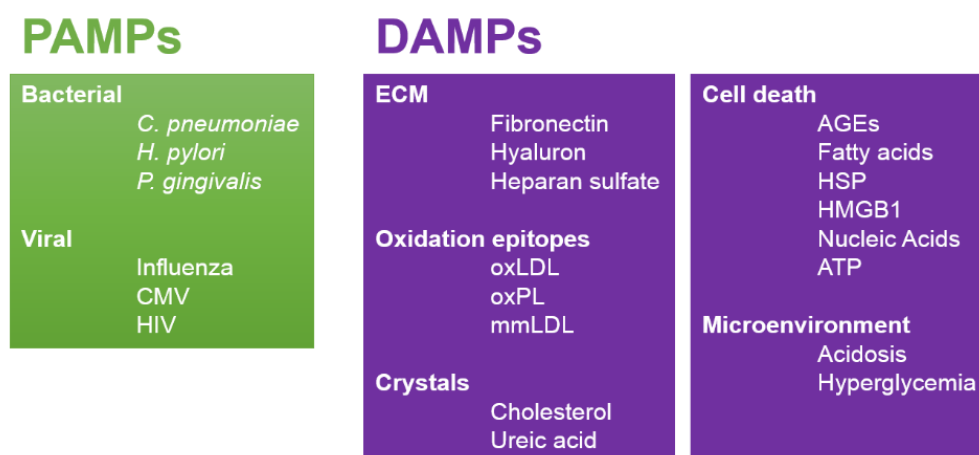 PAMPs
Bacterial
C. pneumoniae
H. pylori
P. gingivalis
Viral
Influenza
CMV
HIV
DAMPs
ECM
Fibronectin
Hyaluron
Heparan sulfate
Oxidation epitopes
oxLDL
oxPL
mmLDL
Crystals
Cholesterol
Ureic acid
Cell death
AGEs
Fatty acids
HSP
HMGB1
Nucleic Acids
ATP
Microenvironment
Acidosis
Hyperglycemia